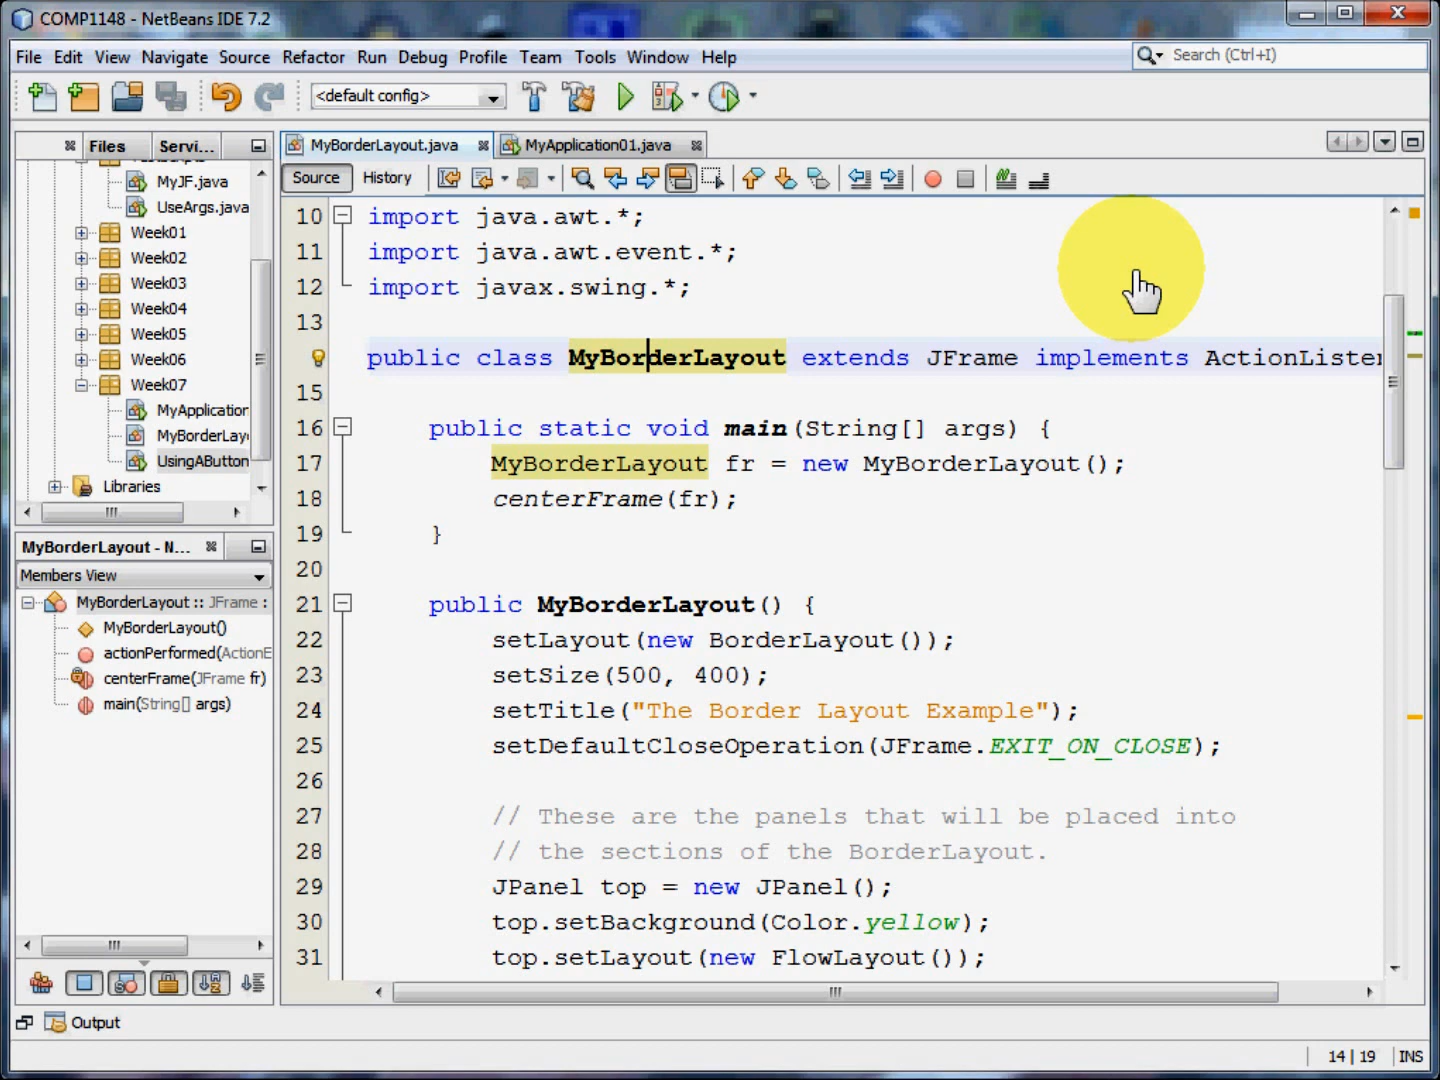 COMP1148 - NetBeans IDE 7.2
File Edit View Navigate Source Refactor Run Debug Profile Team Tools Window Help
Search (Ctrl+I)
<default config>
Files Servi...
MyBorderLayout.java MyApplication01.java
Source History
MyJF.java
UseArgs.java
Week01
Week02
Week03
Week04
Week05
Week06
Week07
MyApplication
MyBorderLay
UsingAButton
Libraries
MyBorderLayout - N...
Members View
MyBorderLayout :: JFrame :
MyBorderLayout()
actionPerformed(ActionE
centerFrame(JFrame fr)
main(String[] args)
10 import java.awt.*;
11 import java.awt.event.*;
12 import javax.swing.*;
13
public class MyBorderLayout extends JFrame implements ActionListen
15
16 public static void main(String[] args) {
17 MyBorderLayout fr = new MyBorderLayout();
18 centerFrame(fr);
19 }
20
21 public MyBorderLayout() {
22 setLayout(new BorderLayout());
23 setSize(500, 400);
24 setTitle("The Border Layout Example");
25 setDefaultCloseOperation(JFrame.EXIT_ON_CLOSE);
26
27 // These are the panels that will be placed into
28 // the sections of the BorderLayout.
29 JPanel top = new JPanel();
30 top.setBackground(Color.yellow);
31 top.setLayout(new FlowLayout());
Output
14 | 19 INS